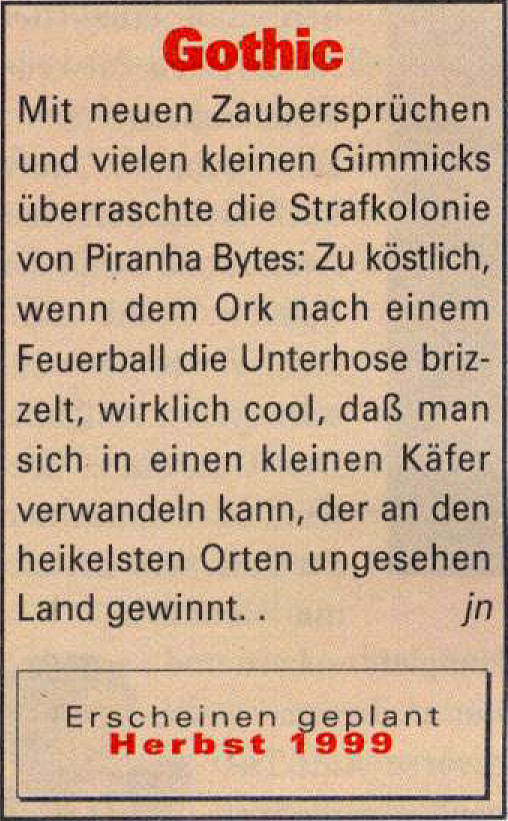 Gothic
Mit neuen Zaubersprüchen
und vielen kleinen Gimmicks
überraschte die Strafkolonie
von Piranha Bytes: Zu köstlich,
wenn dem Ork nach einem
Feuerball die Unterhose briz-
zelt, wirklich cool, daß man
sich in einen kleinen Käfer
verwandeln kann, der an den
heikelsten Orten ungesehen
Land gewinnt. . jn
Erscheinen geplant
Herbst 1999